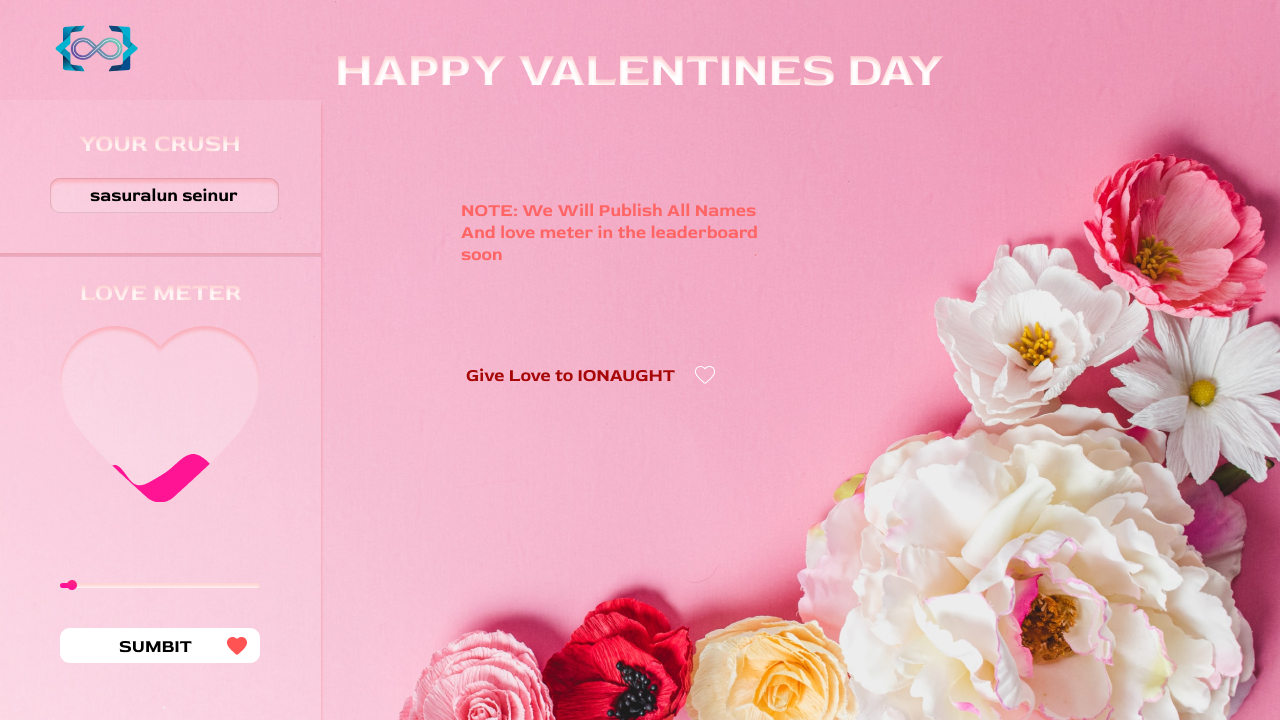 HAPPY VALENTINES DAY
YOUR CRUSH
sasuralun seinur
NOTE: We Will Publish All Names
And love meter in the leaderboard
soon
LOVE METER
Give Love to IONAUGHT
SUMBIT